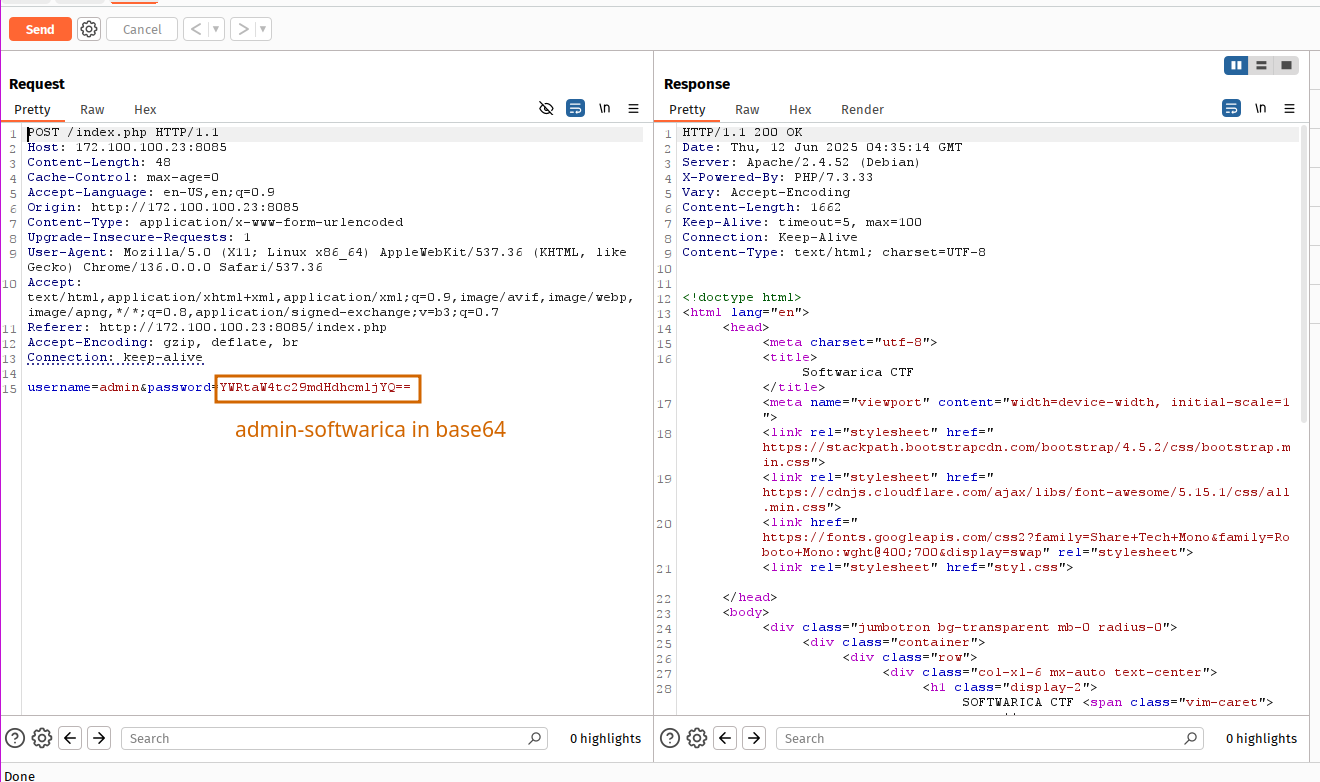 Send
Cancel
<
>
Request
Pretty Raw Hex
\n
1 POST /index.php HTTP/1.1
2 Host: 172.100.100.23:8085
3 Content-Length: 48
4 Cache-Control: max-age=0
5 Accept-Language: en-US,en;q=0.9
6 Origin: http://172.100.100.23:8085
7 Content-Type: application/x-www-form-urlencoded
8 Upgrade-Insecure-Requests: 1
9 User-Agent: Mozilla/5.0 (X11; Linux x86_64) AppleWebKit/537.36 (KHTML, like
Gecko) Chrome/136.0.0.0 Safari/537.36
10 Accept:
text/html,application/xhtml+xml,application/xml;q=0.9,image/avif,image/webp,
image/apng,*/*;q=0.8,application/signed-exchange;v=b3;q=0.7
11 Referer: http://172.100.100.23:8085/index.php
12 Accept-Encoding: gzip, deflate, br
13 Connection: keep-alive
14
15 username=admin&password=YWRtaW4tc29mdHdhcmljYQ==
admin-softwarica in base64
Search
0 highlights
Response
Pretty Raw Hex Render
\n
1 HTTP/1.1 200 OK
2 Date: Thu, 12 Jun 2025 04:35:14 GMT
3 Server: Apache/2.4.52 (Debian)
4 X-Powered-By: PHP/7.3.33
5 Vary: Accept-Encoding
6 Content-Length: 1662
7 Keep-Alive: timeout=5, max=100
8 Connection: Keep-Alive
9 Content-Type: text/html; charset=UTF-8
10
11
12 <!doctype html>
13 <html lang="en">
14 <head>
15 <meta charset="utf-8">
16 <title>
Softwarica CTF
</title>
17 <meta name="viewport" content="width=device-width, initial-scale=1
">
18 <link rel="stylesheet" href="
https://stackpath.bootstrapcdn.com/bootstrap/4.5.2/css/bootstrap.m
in.css">
19 <link rel="stylesheet" href="
https://cdnjs.cloudflare.com/ajax/libs/font-awesome/5.15.1/css/all
.min.css">
20 <link href="
https://fonts.googleapis.com/css2?family=Share+Tech+Mono&family=Ro
boto+Mono:wght@400;700&display=swap" rel="stylesheet">
21 <link rel="stylesheet" href="styl.css">
22 </head>
23 <body>
24 <div class="jumbotron bg-transparent mb-0 radius-0">
25 <div class="container">
26 <div class="row">
27 <div class="col-xl-6 mx-auto text-center">
28 <h1 class="display-2">
SOFTWARICA CTF <span class="vim-caret">
Search
0 highlights
Done